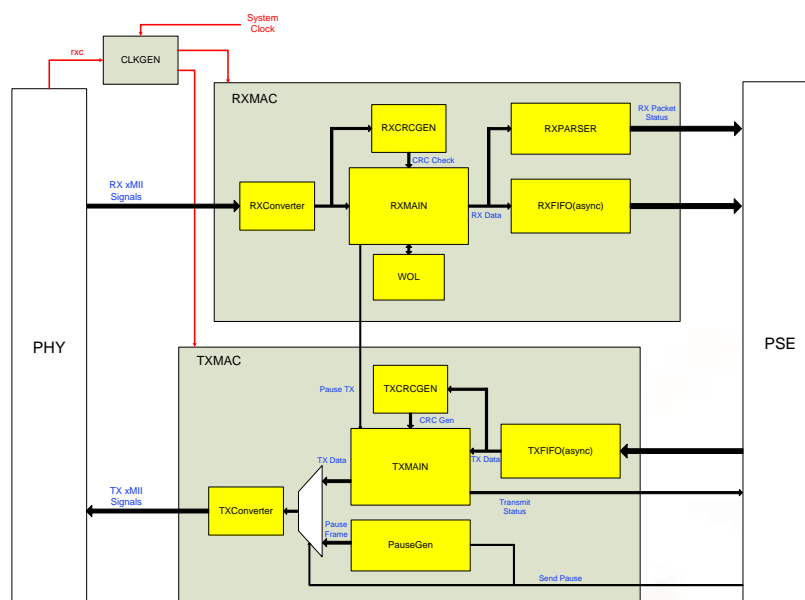 System
Clock
rxc
CLKGEN
RXMAC
RX Packet
Status
RXCRCGEN
RXPARSER
CRC Check
RX xMII
Signals
RXConverter
RXMAIN
RX Data
RXFIFO(async)
WOL
PHY
PSE
TXMAC
Pause TX
TXCRCGEN
CRC Gen
TX Data
TXMAIN
TX Data
TXFIFO(async)
TX xMII
Signals
TXConverter
Transmit
Status
Pause
Frame
PauseGen
Send Pause